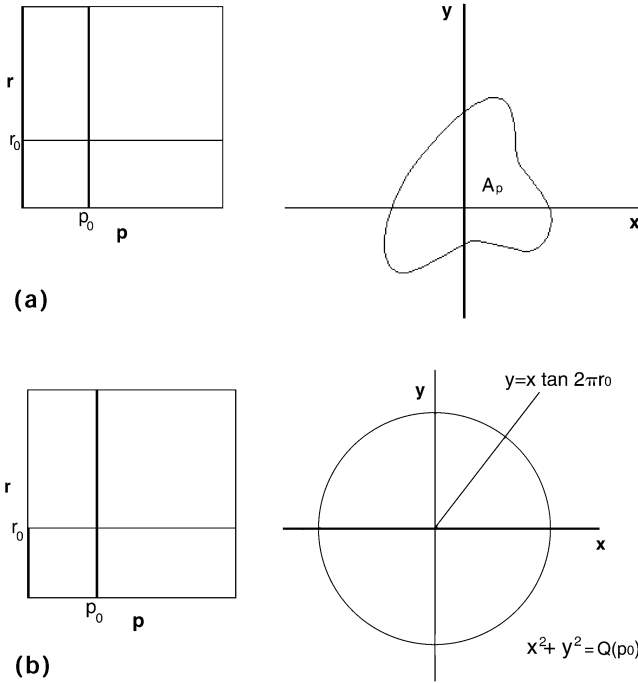 r
r₀
p₀
p
(a)
y
Aₚ
x
r
r₀
p₀
p
(b)
y=x tan 2πr₀
y
x
x²+ y² = Q(p₀)